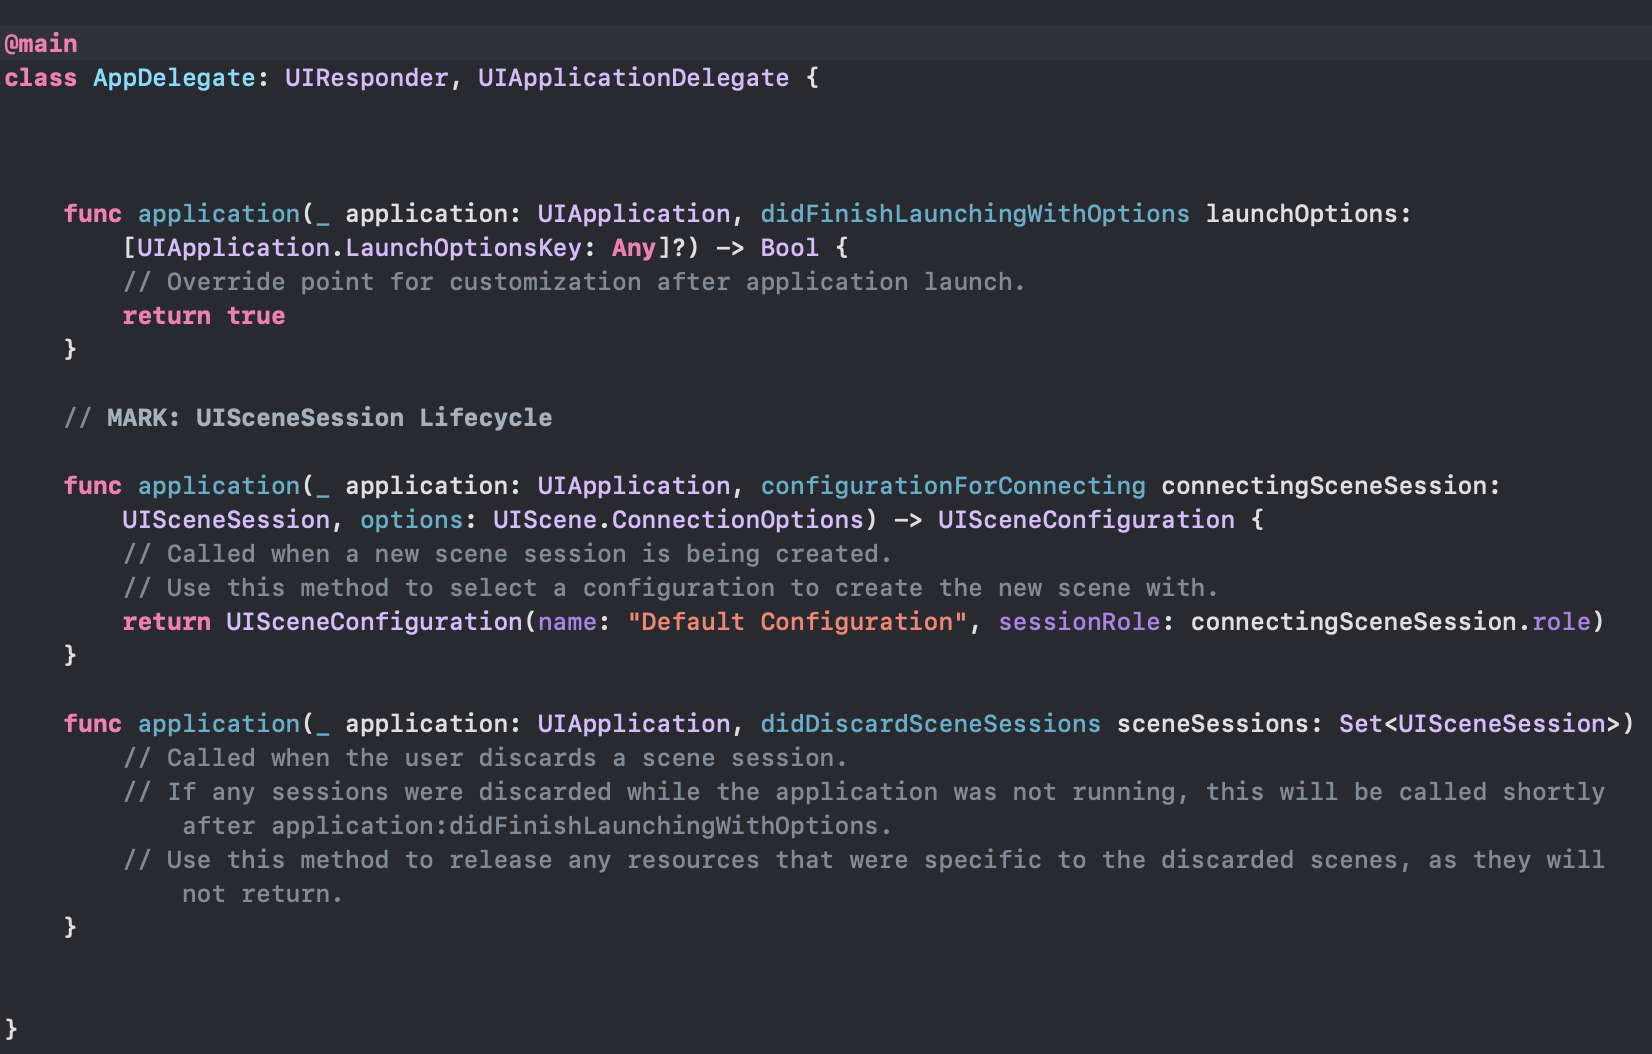 @main
class AppDelegate: UIResponder, UIApplicationDelegate {
func application(_ application: UIApplication, didFinishLaunchingWithOptions launchOptions:
[UIApplication.LaunchOptionsKey: Any]?) -> Bool {
// Override point for customization after application launch.
return true
}
// MARK: UISceneSession Lifecycle
func application(_ application: UIApplication, configurationForConnecting connectingSceneSession:
UISceneSession, options: UIScene.ConnectionOptions) -> UISceneConfiguration {
// Called when a new scene session is being created.
// Use this method to select a configuration to create the new scene with.
return UISceneConfiguration(name: "Default Configuration", sessionRole: connectingSceneSession.role)
}
func application(_ application: UIApplication, didDiscardSceneSessions sceneSessions: Set<UISceneSession>)
// Called when the user discards a scene session.
// If any sessions were discarded while the application was not running, this will be called shortly
after application:didFinishLaunchingWithOptions.
// Use this method to release any resources that were specific to the discarded scenes, as they will
not return.
}
}